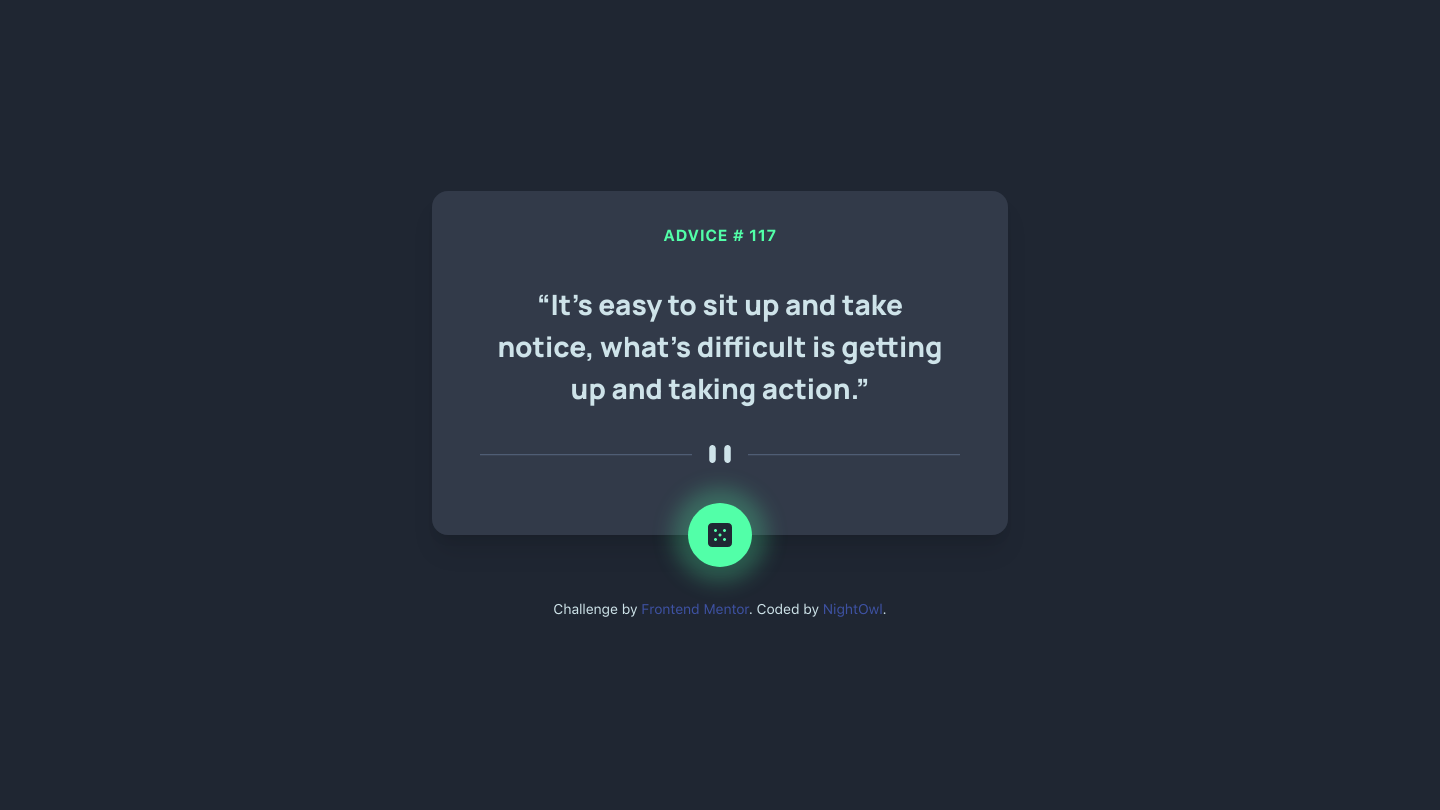 ADVICE # 117
“It’s easy to sit up and take
notice, what’s difficult is getting
up and taking action.”
Challenge by Frontend Mentor. Coded by NightOwl.